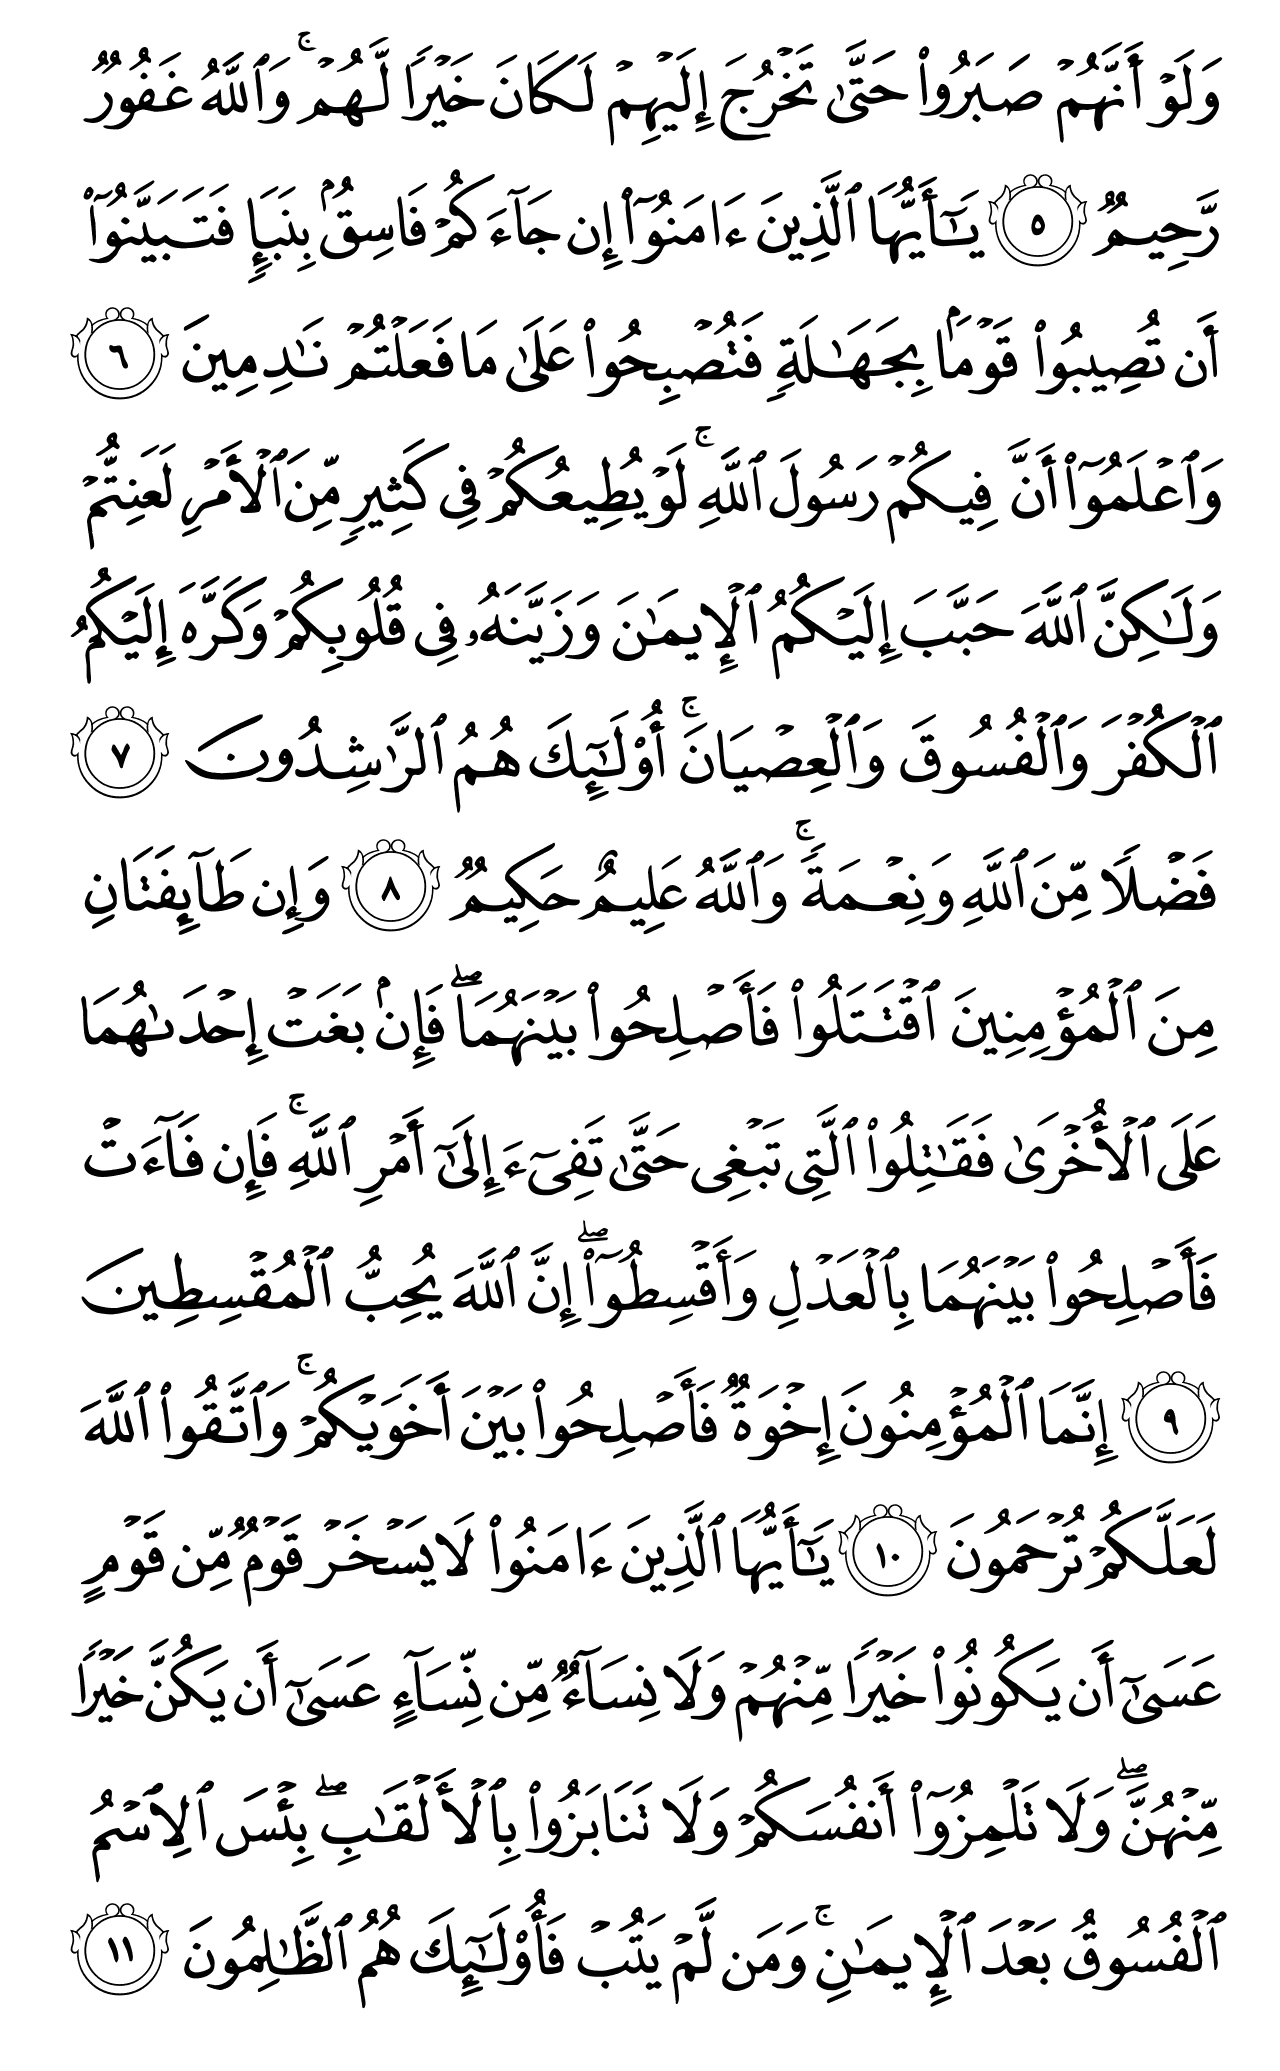 وَلَوۡ أَنَّهُمۡ صَبَرُواْ حَتَّىٰ تَخۡرُجَ إِلَيۡهِمۡ لَكَانَ خَيۡرٗا لَّهُمۡۚ وَٱللَّهُ غَفُورٞ
رَّحِيمٞ ٥ يَٰٓأَيُّهَا ٱلَّذِينَ ءَامَنُوٓاْ إِن جَآءَكُمۡ فَاسِقُۢ بِنَبَإٖ فَتَبَيَّنُوٓاْ
أَن تُصِيبُواْ قَوۡمَۢا بِجَهَٰلَةٖ فَتُصۡبِحُواْ عَلَىٰ مَا فَعَلۡتُمۡ نَٰدِمِينَ ٦
وَٱعۡلَمُوٓاْ أَنَّ فِيكُمۡ رَسُولَ ٱللَّهِۚ لَوۡ يُطِيعُكُمۡ فِي كَثِيرٖ مِّنَ ٱلۡأَمۡرِ لَعَنِتُّمۡ
وَلَٰكِنَّ ٱللَّهَ حَبَّبَ إِلَيۡكُمُ ٱلۡإِيمَٰنَ وَزَيَّنَهُۥ فِي قُلُوبِكُمۡ وَكَرَّهَ إِلَيۡكُمُ
ٱلۡكُفۡرَ وَٱلۡفُسُوقَ وَٱلۡعِصۡيَانَۚ أُوْلَٰٓئِكَ هُمُ ٱلرَّٰشِدُونَ ٧
فَضۡلٗا مِّنَ ٱللَّهِ وَنِعۡمَةٗۚ وَٱللَّهُ عَلِيمٌ حَكِيمٞ ٨ وَإِن طَآئِفَتَانِ
مِنَ ٱلۡمُؤۡمِنِينَ ٱقۡتَتَلُواْ فَأَصۡلِحُواْ بَيۡنَهُمَاۖ فَإِنۢ بَغَتۡ إِحۡدَىٰهُمَا
عَلَى ٱلۡأُخۡرَىٰ فَقَٰتِلُواْ ٱلَّتِي تَبۡغِي حَتَّىٰ تَفِيٓءَ إِلَىٰٓ أَمۡرِ ٱللَّهِۚ فَإِن فَآءَتۡ
فَأَصۡلِحُواْ بَيۡنَهُمَا بِٱلۡعَدۡلِ وَأَقۡسِطُوٓاْۖ إِنَّ ٱللَّهَ يُحِبُّ ٱلۡمُقۡسِطِينَ
٩ إِنَّمَا ٱلۡمُؤۡمِنُونَ إِخۡوَةٞ فَأَصۡلِحُواْ بَيۡنَ أَخَوَيۡكُمۡۚ وَٱتَّقُواْ ٱللَّهَ
لَعَلَّكُمۡ تُرۡحَمُونَ ١٠ يَٰٓأَيُّهَا ٱلَّذِينَ ءَامَنُواْ لَا يَسۡخَرۡ قَوۡمٞ مِّن قَوۡمٍ
عَسَىٰٓ أَن يَكُونُواْ خَيۡرٗا مِّنۡهُمۡ وَلَا نِسَآءٞ مِّن نِّسَآءٍ عَسَىٰٓ أَن يَكُنَّ خَيۡرٗا
مِّنۡهُنَّۖ وَلَا تَلۡمِزُوٓاْ أَنفُسَكُمۡ وَلَا تَنَابَزُواْ بِٱلۡأَلۡقَٰبِۖ بِئۡسَ ٱلِٱسۡمُ
ٱلۡفُسُوقُ بَعۡدَ ٱلۡإِيمَٰنِۚ وَمَن لَّمۡ يَتُبۡ فَأُوْلَٰٓئِكَ هُمُ ٱلظَّٰلِمُونَ ١١